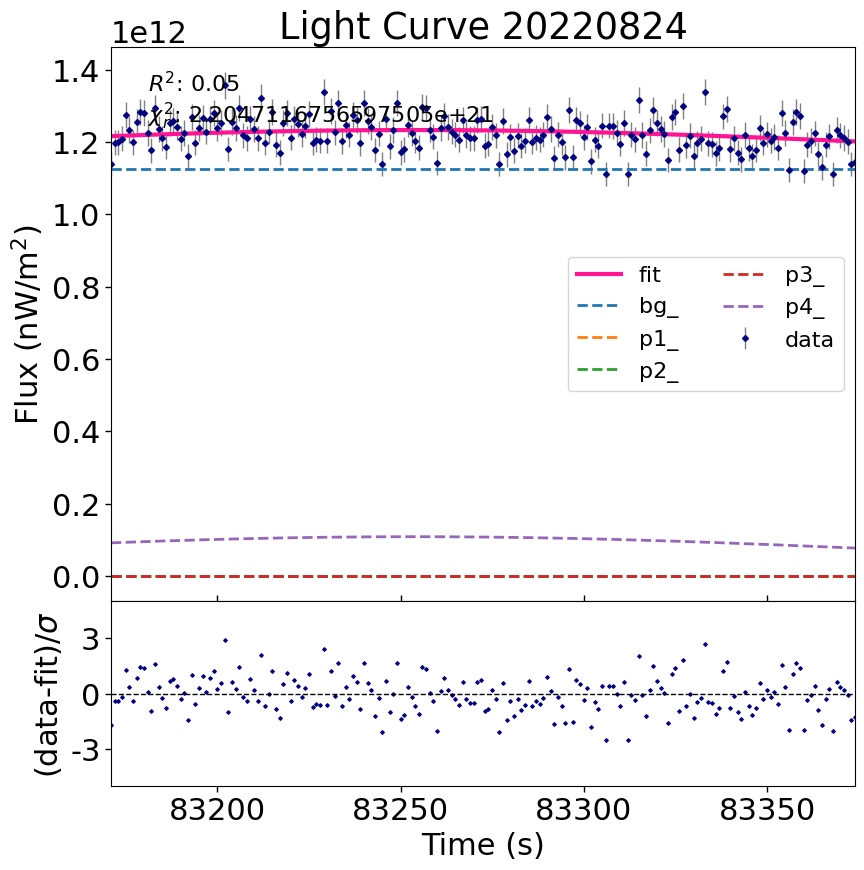 Light Curve 20220824
1e12
R²: 0.05
Flux (nW/m²)
1.4
1.2
1.0
0.8
0.6
0.4
0.2
0.0
fit
bg_
p1_
p2_
p3_
p4_
data
(data-fit)/σ
3
0
-3
83200
83250
83300
83350
Time (s)